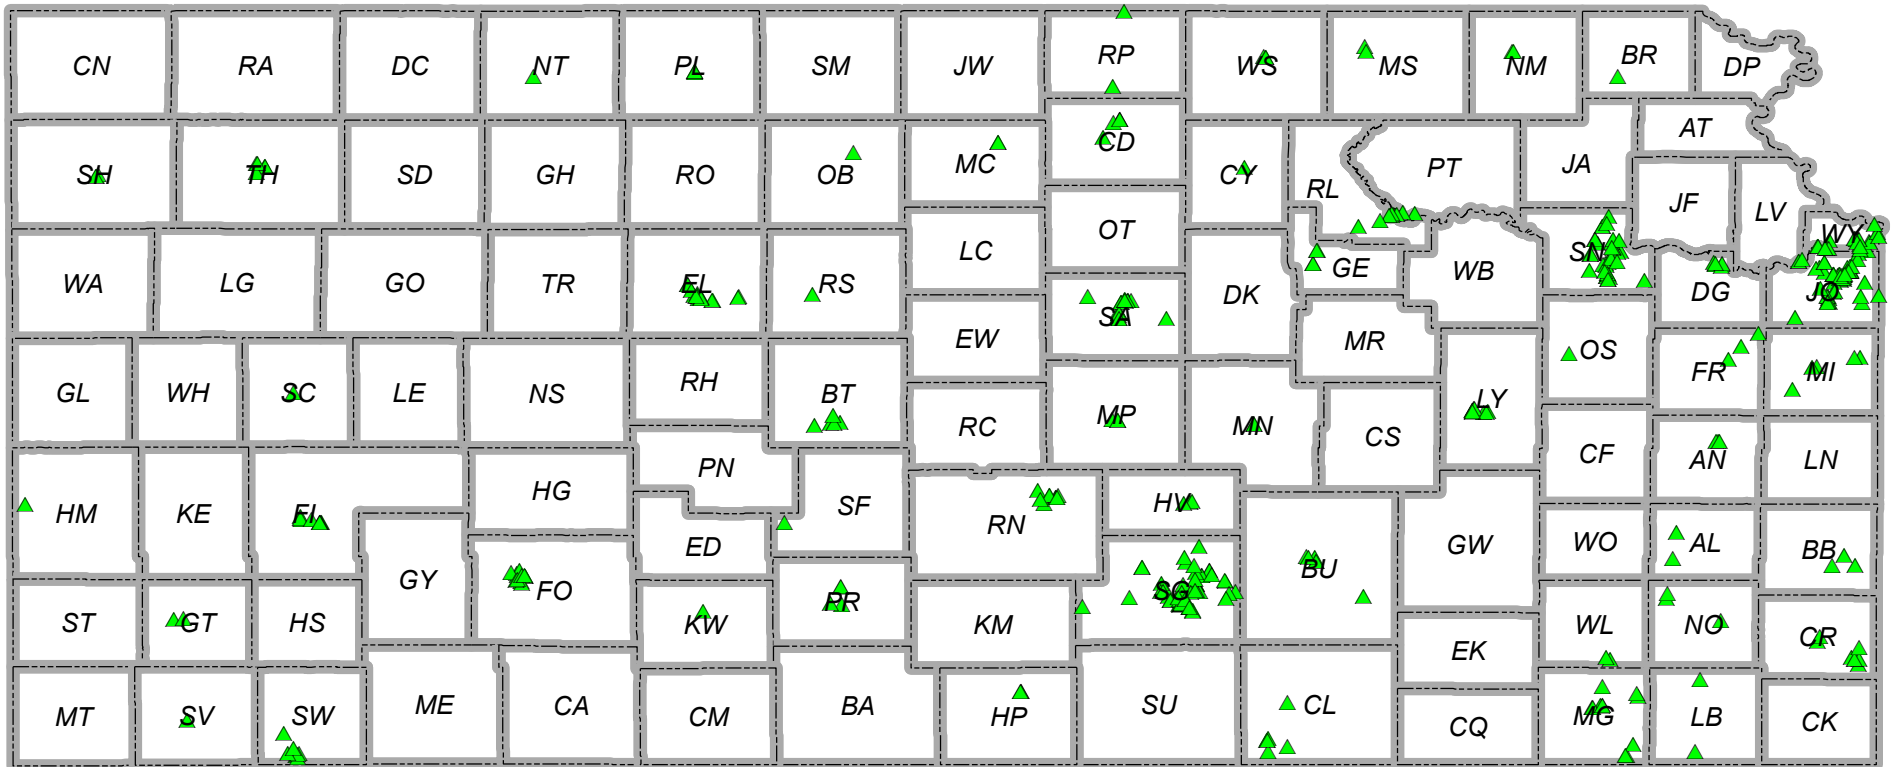 CN RA DC NT PL SM JW RP WS MS NM BR DP
SH TH SD GH RO OB MC CD CY RL PT JA AT
JF LV WY
WA LG GO TR EL RS LC OT DK GE WB SN DG JO
SA EW MR OS FR MI
GL WH SC LE NS RH BT RC MP MN CS LY CF AN LN
HM KE FI HG PN SF RN HV BU GW WO AL BB
GY FO ED PR SG
ST GT HS KW KM EK WL NO CR
MT SV SW ME CA CM BA HP SU CL CQ MG LB CK